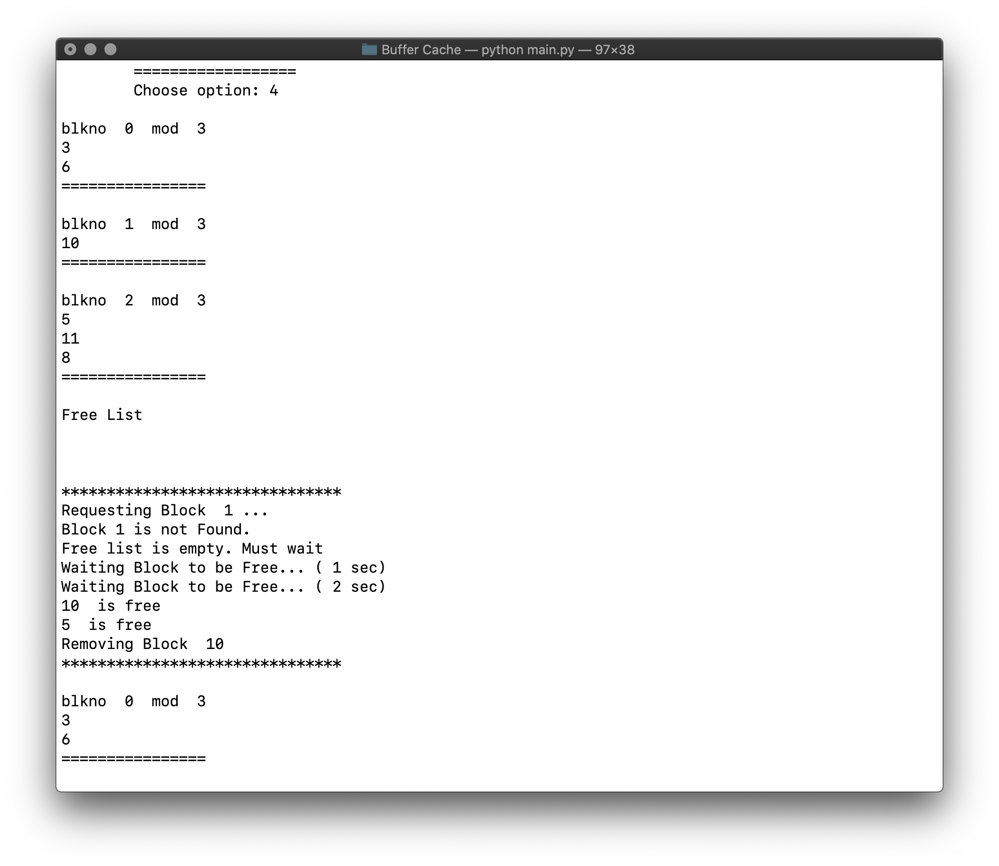 Buffer Cache — python main.py — 97×38
==================
Choose option: 4
blkno  0  mod  3
3
6
================
blkno  1  mod  3
10
================
blkno  2  mod  3
5
11
8
================
Free List
*******************************
Requesting Block  1 ...
Block 1 is not Found.
Free list is empty. Must wait
Waiting Block to be Free... ( 1 sec)
Waiting Block to be Free... ( 2 sec)
10  is free
5  is free
Removing Block  10
*******************************
blkno  0  mod  3
3
6
================